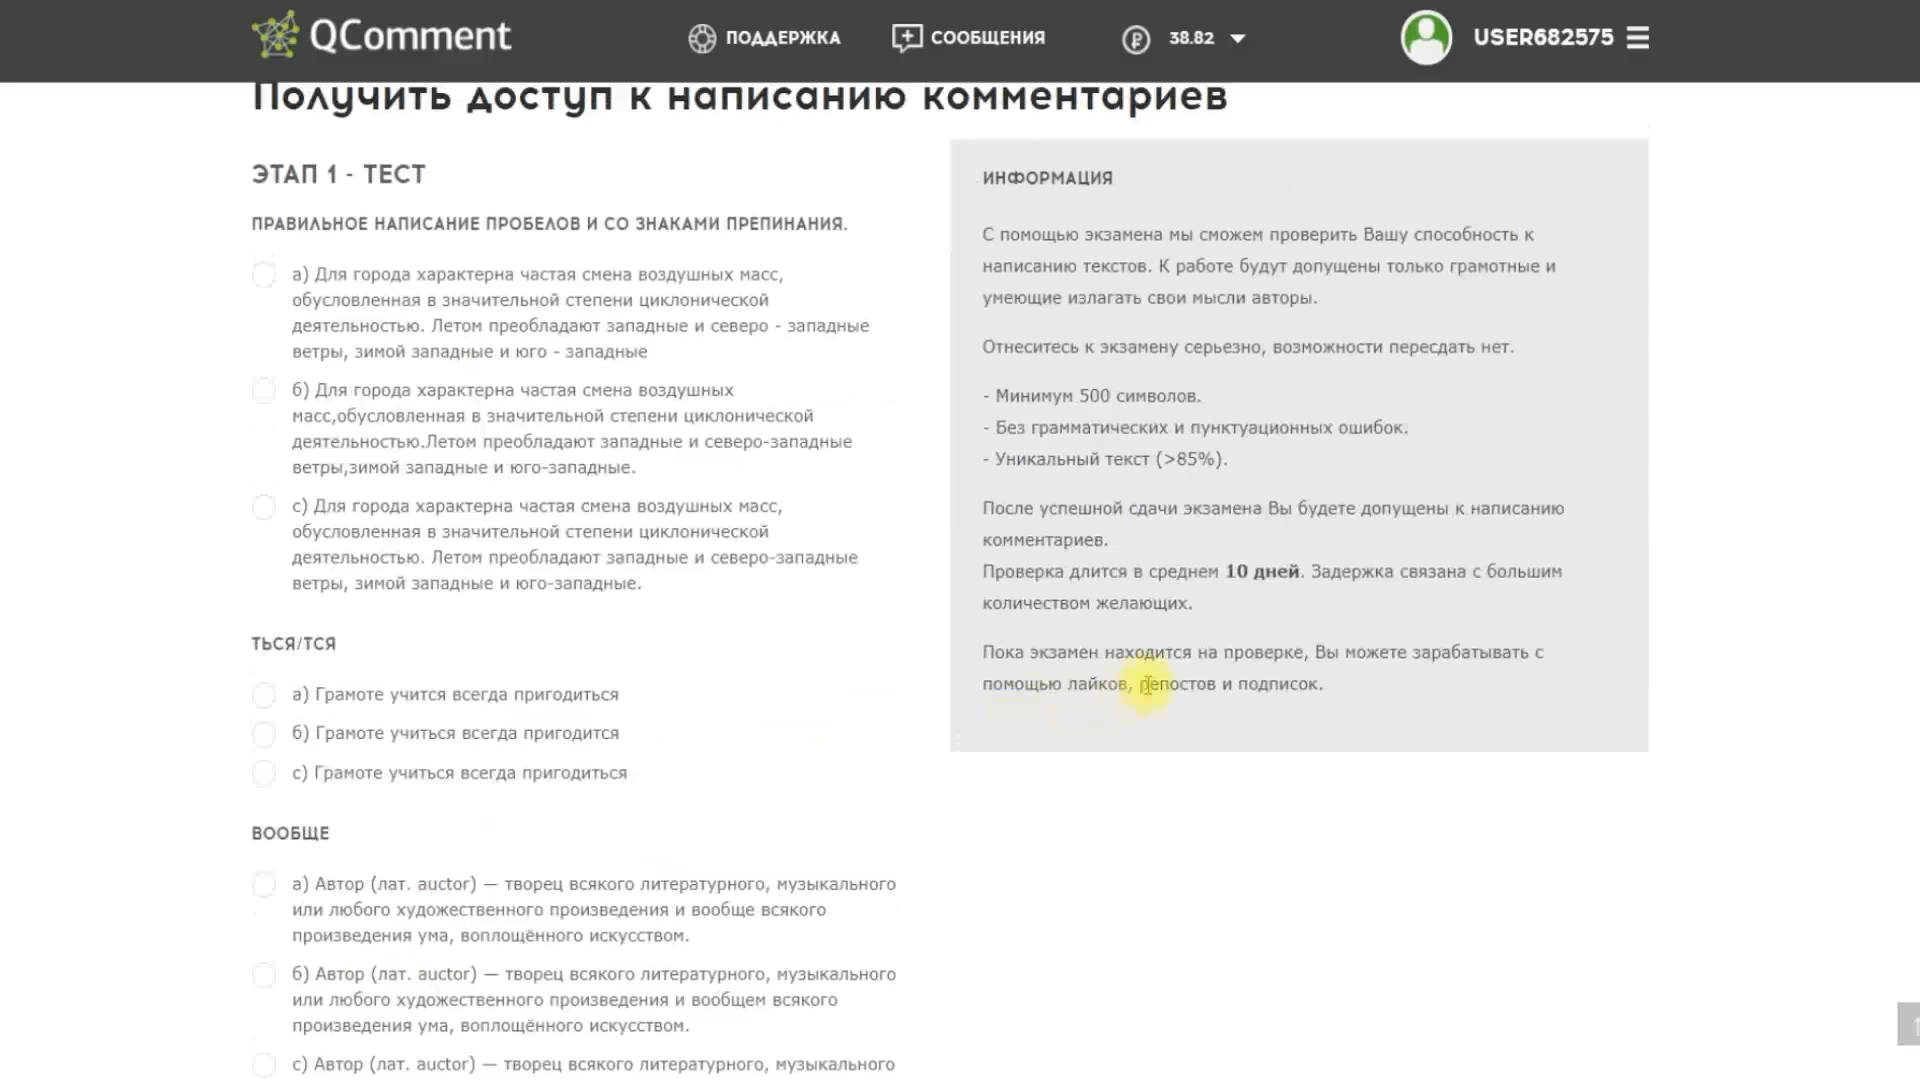 QComment
ПОДДЕРЖКА
СООБЩЕНИЯ
38.82
USER682575
Получить доступ к написанию комментариев
ЭТАП 1 - ТЕСТ
ПРАВИЛЬНОЕ НАПИСАНИЕ ПРОБЕЛОВ И СО ЗНАКАМИ ПРЕПИНАНИЯ.
а) Для города характерна частая смена воздушных масс,
обусловленная в значительной степени циклонической
деятельностью. Летом преобладают западные и северо - западные
ветры, зимой западные и юго - западные
б) Для города характерна частая смена воздушных
масс,обусловленная в значительной степени циклонической
деятельностью.Летом преобладают западные и северо-западные
ветры,зимой западные и юго-западные.
с) Для города характерна частая смена воздушных масс,
обусловленная в значительной степени циклонической
деятельностью. Летом преобладают западные и северо-западные
ветры, зимой западные и юго-западные.
ТЬСЯ/ТСЯ
а) Грамоте учится всегда пригодиться
б) Грамоте учиться всегда пригодится
с) Грамоте учиться всегда пригодиться
ВООБЩЕ
а) Автор (лат. auctor) — творец всякого литературного, музыкального
или любого художественного произведения и вообще всякого
произведения ума, воплощённого искусством.
б) Автор (лат. auctor) — творец всякого литературного, музыкального
или любого художественного произведения и вообщем всякого
произведения ума, воплощённого искусством.
с) Автор (лат. auctor) — творец всякого литературного, музыкального
ИНФОРМАЦИЯ
С помощью экзамена мы сможем проверить Вашу способность к
написанию текстов. К работе будут допущены только грамотные и
умеющие излагать свои мысли авторы.
Отнеситесь к экзамену серьезно, возможности пересдать нет.
- Минимум 500 символов.
- Без грамматических и пунктуационных ошибок.
- Уникальный текст (>85%).
После успешной сдачи экзамена Вы будете допущены к написанию
комментариев.
Проверка длится в среднем 10 дней. Задержка связана с большим
количеством желающих.
Пока экзамен находится на проверке, Вы можете зарабатывать с
помощью лайков, репостов и подписок.